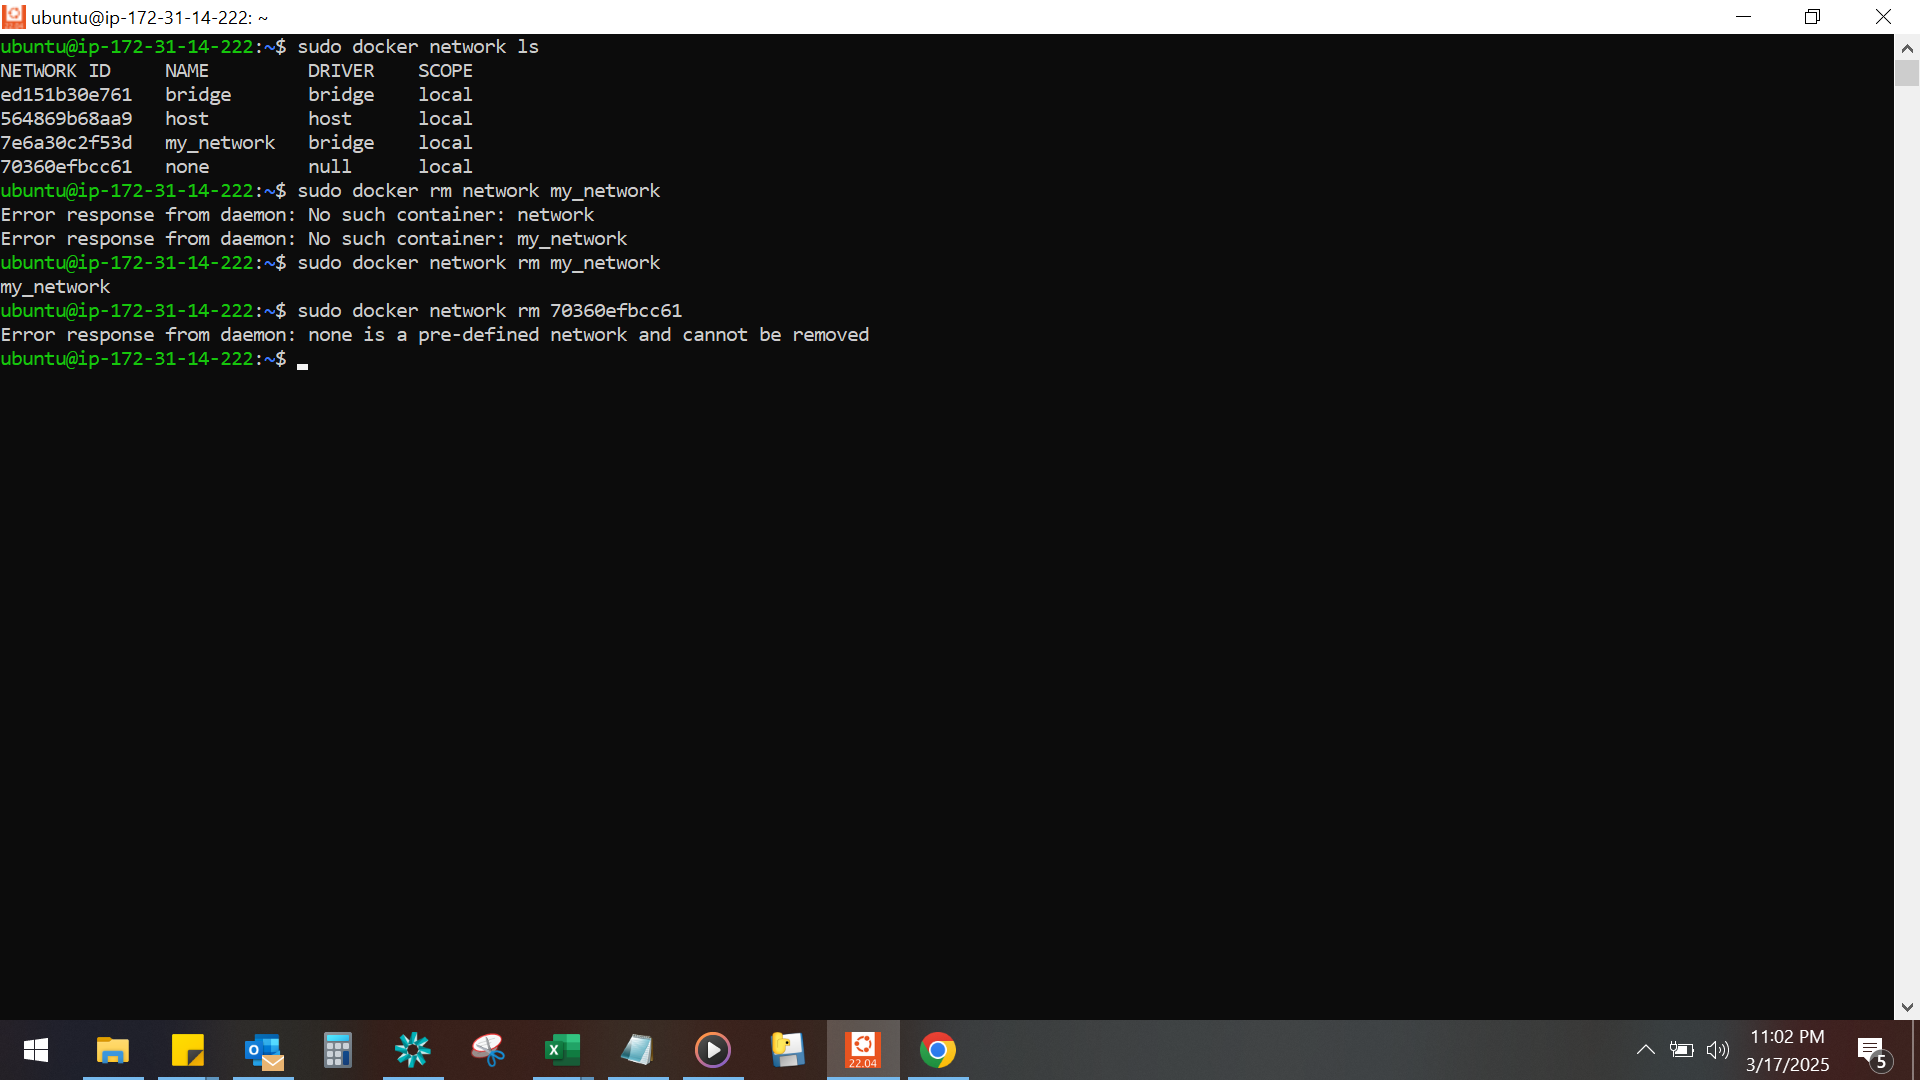 ubuntu@ip-172-31-14-222: ~
ubuntu@ip-172-31-14-222:~$ sudo docker network ls
NETWORK ID     NAME         DRIVER    SCOPE
ed151b30e761   bridge       bridge    local
564869b68aa9   host         host      local
7e6a30c2f53d   my_network   bridge    local
70360efbcc61   none         null      local
ubuntu@ip-172-31-14-222:~$ sudo docker rm network my_network
Error response from daemon: No such container: network
Error response from daemon: No such container: my_network
ubuntu@ip-172-31-14-222:~$ sudo docker network rm my_network
my_network
ubuntu@ip-172-31-14-222:~$ sudo docker network rm 70360efbcc61
Error response from daemon: none is a pre-defined network and cannot be removed
ubuntu@ip-172-31-14-222:~$
22.04
11:02 PM
3/17/2025
5